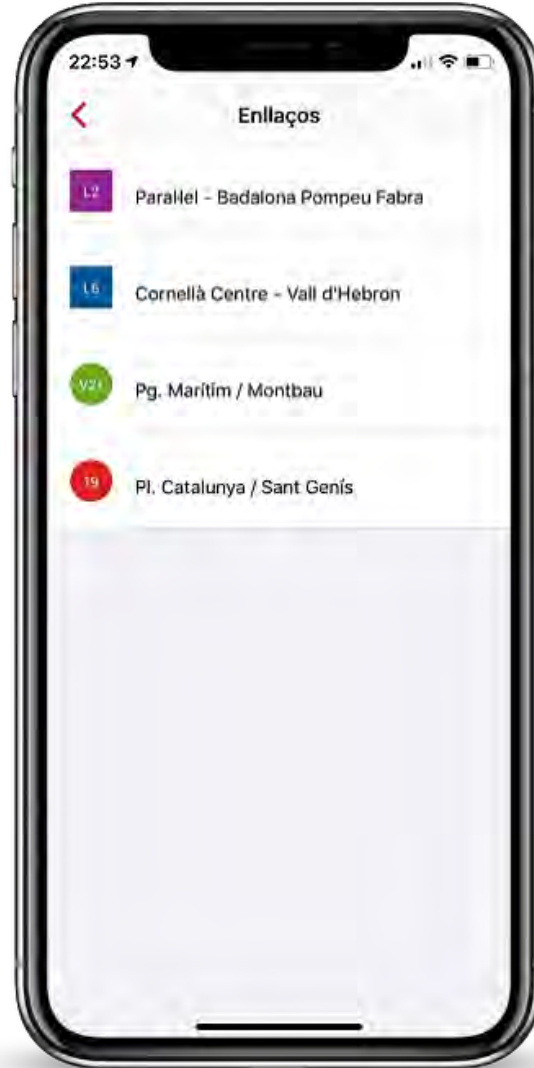 22:53
Enllaços
L2
Paral·lel - Badalona Pompeu Fabra
Cornellà Centre - Vall d'Hebron
V21
Pg. Marítim / Montbau
19
Pl. Catalunya / Sant Genís